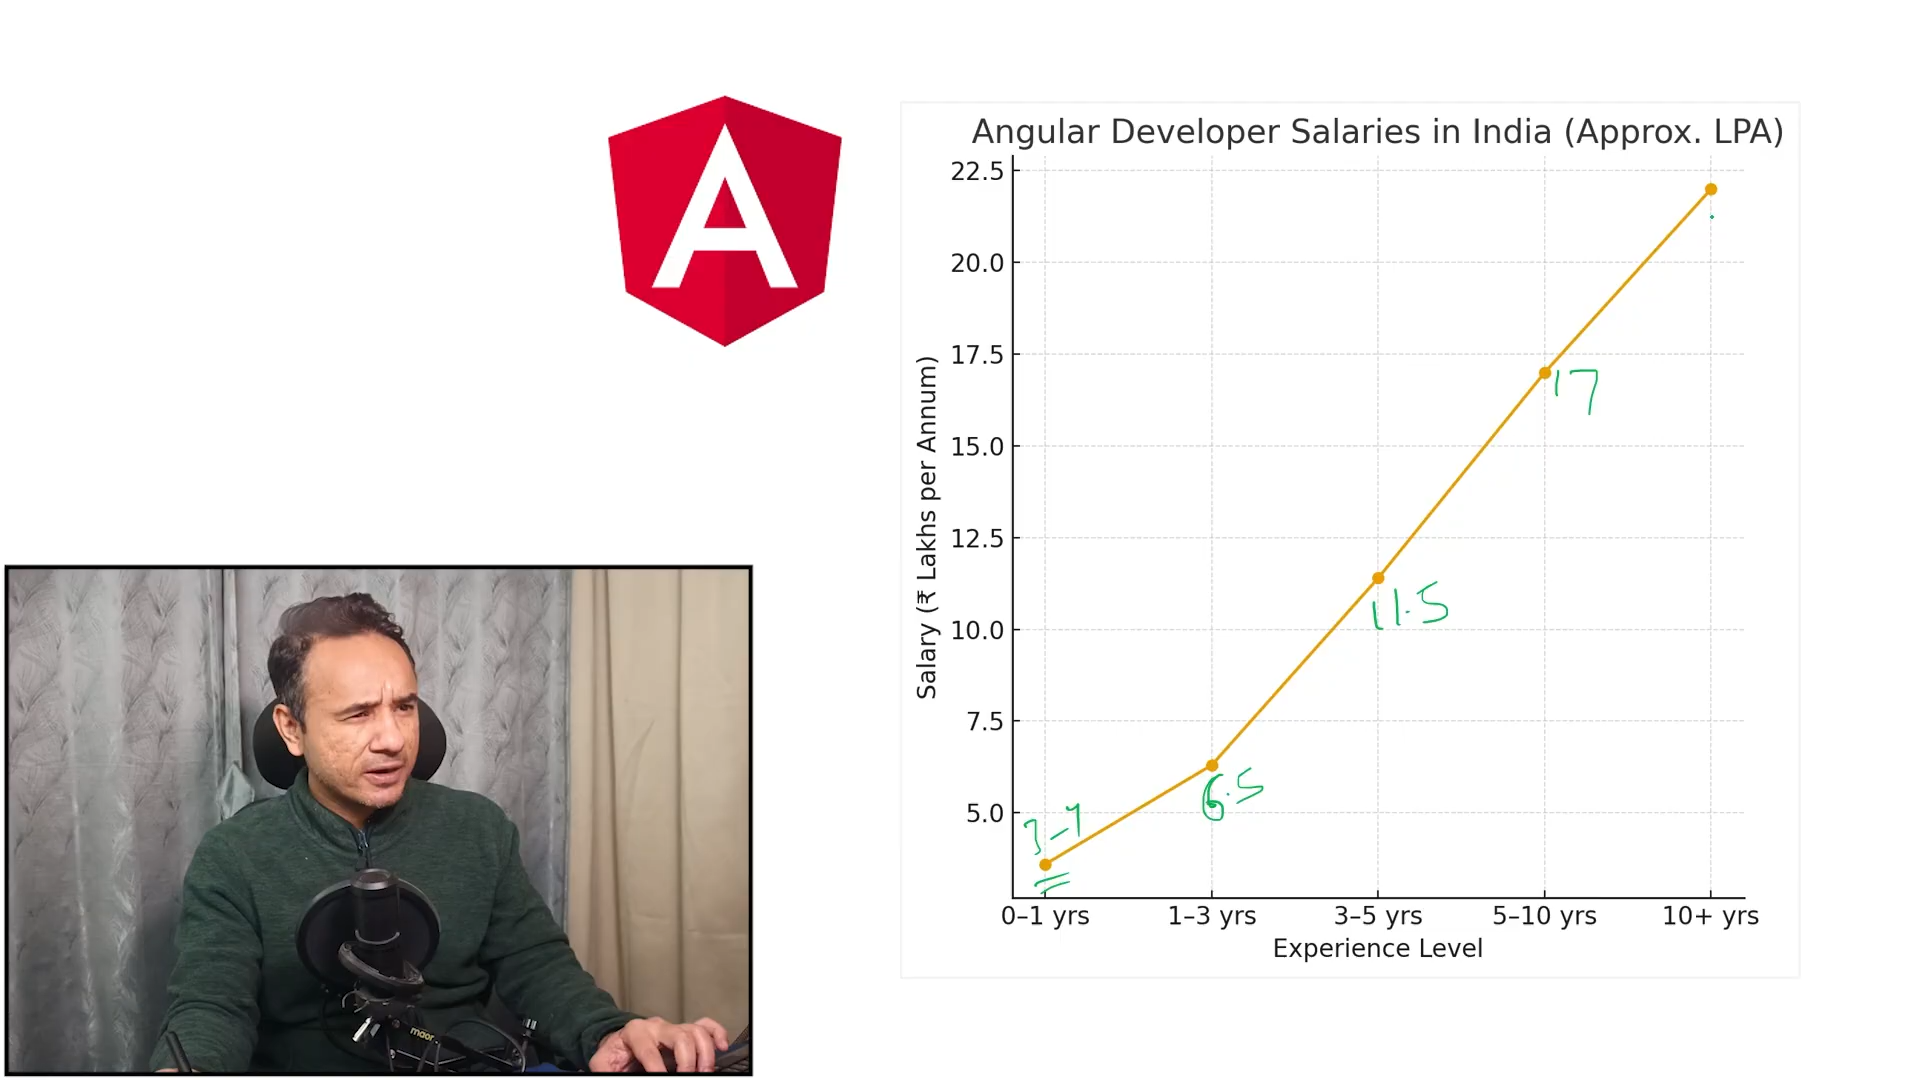 A
Angular Developer Salaries in India (Approx. LPA)
22.5
20.0
17.5
15.0
12.5
10.0
7.5
5.0
Salary (₹ Lakhs per Annum)
17
11.5
6.5
0–1 yrs
1–3 yrs
3–5 yrs
5–10 yrs
10+ yrs
Experience Level
maono